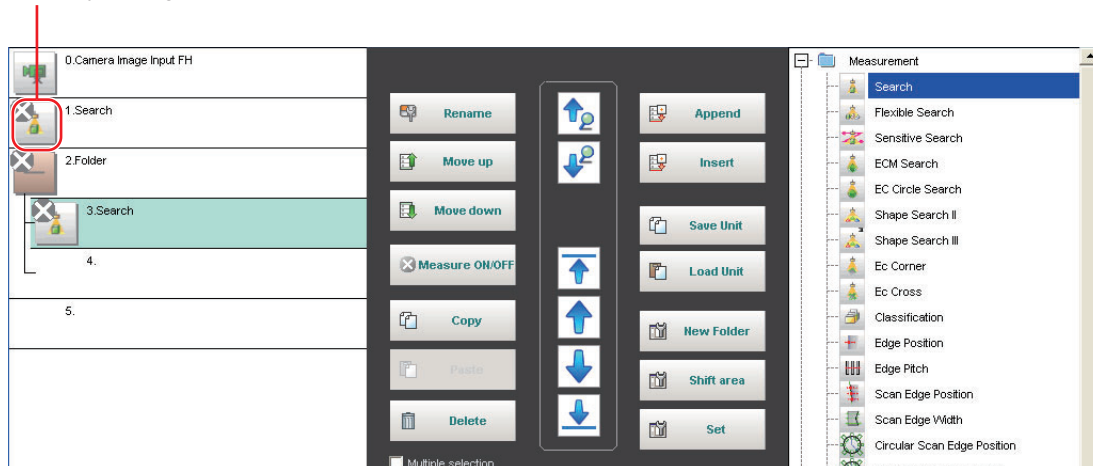 0.Camera Image Input FH
1.Search
2.Folder
3.Search
4.
5.
Rename
Move up
Move down
Measure ON/OFF
Copy
Paste
Delete
Multiple selection
Append
Insert
Save Unit
Load Unit
New Folder
Shift area
Set
Measurement
Search
Flexible Search
Sensitive Search
ECM Search
EC Circle Search
Shape Search II
Shape Search III
Ec Corner
Ec Cross
Classification
Edge Position
Edge Pitch
Scan Edge Position
Scan Edge Width
Circular Scan Edge Position